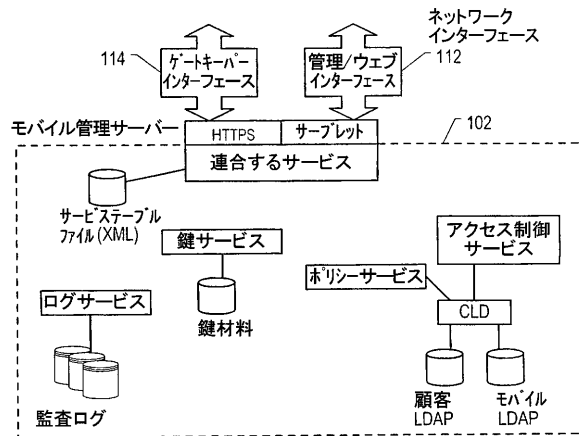 ネットワーク
インターフェース
114
ゲートキーパー
インターフェース
管理/ウェブ
インターフェース
112
モバイル管理サーバー
HTTPS
サーブレット
102
連合するサービス
サービステーブル
ファイル(XML)
鍵サービス
アクセス制御
サービス
ポリシーサービス
ログサービス
鍵材料
CLD
監査ログ
顧客
LDAP
モバイル
LDAP